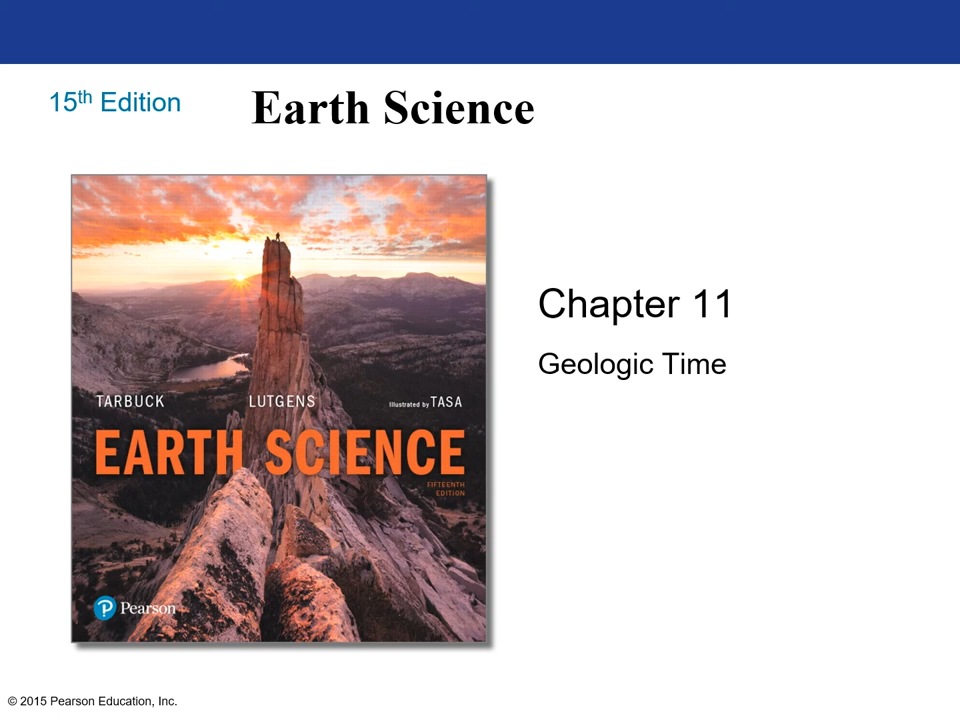 15th Edition
Earth Science
Chapter 11
Geologic Time
TARBUCK LUTGENS Illustrated by TASA
EARTH SCIENCE
FIFTEENTH
EDITION
Pearson
© 2015 Pearson Education, Inc.